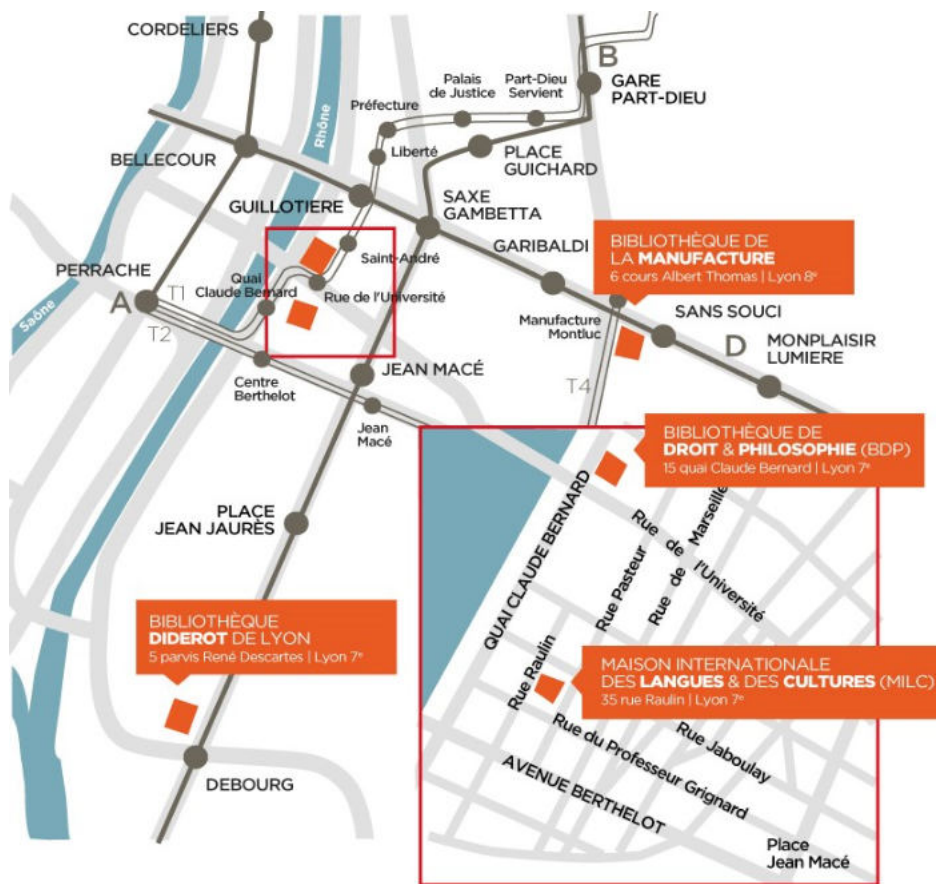 CORDELIERS
B
GARE
PART-DIEU
Palais
de Justice
Part-Dieu
Servient
Préfecture
Rhône
Liberté
PLACE
GUICHARD
BELLECOUR
GUILLOTIERE
SAXE
GAMBETTA
GARIBALDI
BIBLIOTHÈQUE DE
LA MANUFACTURE
6 cours Albert Thomas | Lyon 8e
Saint-André
PERRACHE
A
T1
T2
Quai
Claude Bernard
Rue de l'Université
Saône
Manufacture
Montluc
SANS SOUCI
D
MONPLAISIR
LUMIERE
T4
JEAN MACÉ
Centre
Berthelot
Jean
Macé
BIBLIOTHÈQUE DE
DROIT & PHILOSOPHIE (BDP)
15 quai Claude Bernard | Lyon 7e
PLACE
JEAN JAURÈS
QUAI CLAUDE BERNARD
Rue Pasteur
Rue de Marseille
Rue de l'Université
BIBLIOTHÈQUE
DIDEROT DE LYON
5 parvis René Descartes | Lyon 7e
Rue Raulin
MAISON INTERNATIONALE
DES LANGUES & DES CULTURES (MILC)
35 rue Raulin | Lyon 7e
Rue Jaboulay
Rue du Professeur Grignard
AVENUE BERTHELOT
DEBOURG
Place
Jean Macé